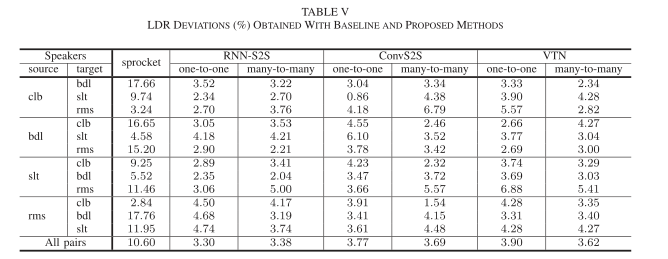 TABLE V
LDR DEVIATIONS (%) OBTAINED WITH BASELINE AND PROPOSED METHODS
Speakers sprocket RNN-S2S ConvS2S VTN
source target one-to-one many-to-many one-to-one many-to-many one-to-one many-to-many
clb bdl 17.66 3.52 3.22 3.04 3.34 3.33 2.34
slt 9.74 2.34 2.70 0.86 4.38 3.90 4.28
rms 3.24 2.70 3.76 4.18 6.79 5.57 2.82
bdl clb 16.65 3.05 3.53 4.55 2.46 2.66 4.27
slt 4.58 4.18 4.21 6.10 3.52 3.77 3.04
rms 15.20 2.90 2.21 3.78 3.42 2.69 3.00
slt clb 9.25 2.89 3.41 4.23 2.32 3.74 3.29
bdl 5.52 2.35 2.04 3.47 3.72 3.69 3.03
rms 11.46 3.06 5.00 3.66 5.57 6.88 5.41
rms clb 2.84 4.50 4.17 3.91 1.54 4.28 3.35
bdl 17.76 4.68 3.19 3.41 4.15 3.31 3.40
slt 11.95 4.74 3.74 3.61 4.48 4.28 4.27
All pairs 10.60 3.30 3.38 3.77 3.69 3.90 3.62